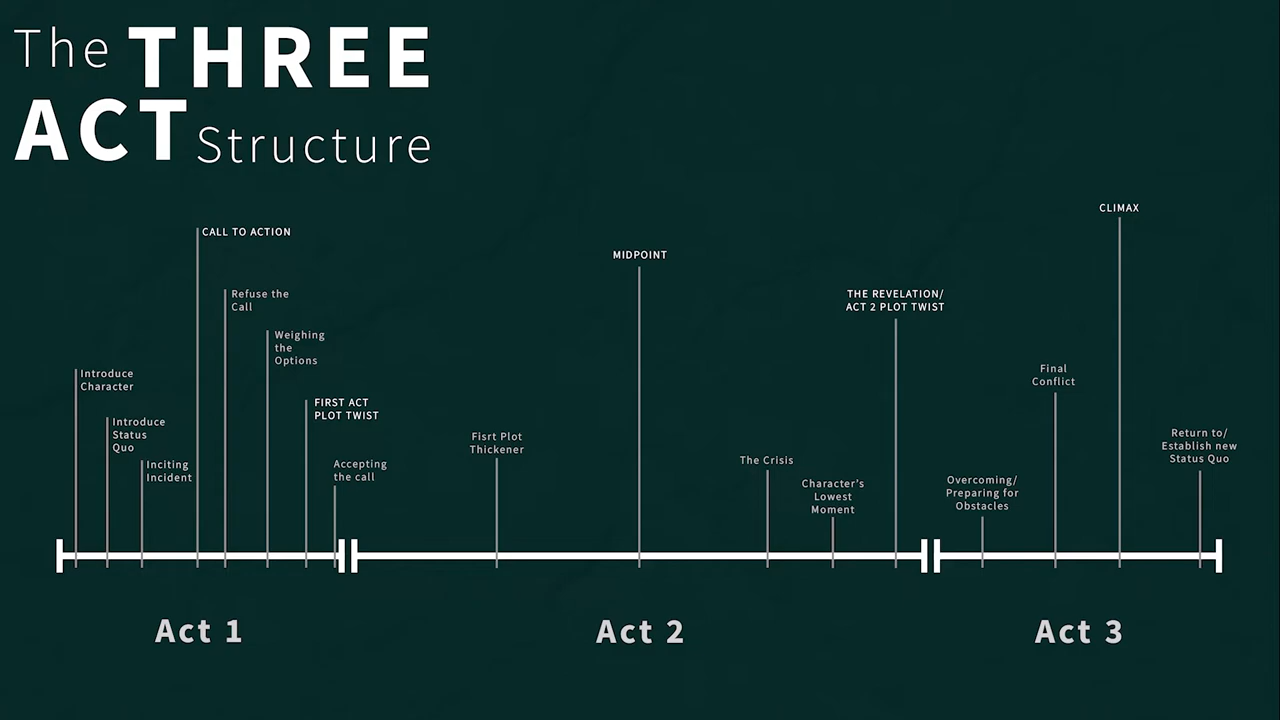 The THREE
ACT Structure
CALL TO ACTION
Refuse the
Call
Weighing
the
Options
Introduce
Character
FIRST ACT
PLOT TWIST
Introduce
Status
Quo
Inciting
Incident
Accepting
the call
Fisrt Plot
Thickener
MIDPOINT
The Crisis
Character's
Lowest
Moment
THE REVELATION/
ACT 2 PLOT TWIST
Overcoming/
Preparing for
Obstacles
Final
Conflict
CLIMAX
Return to/
Establish new
Status Quo
Act 1
Act 2
Act 3